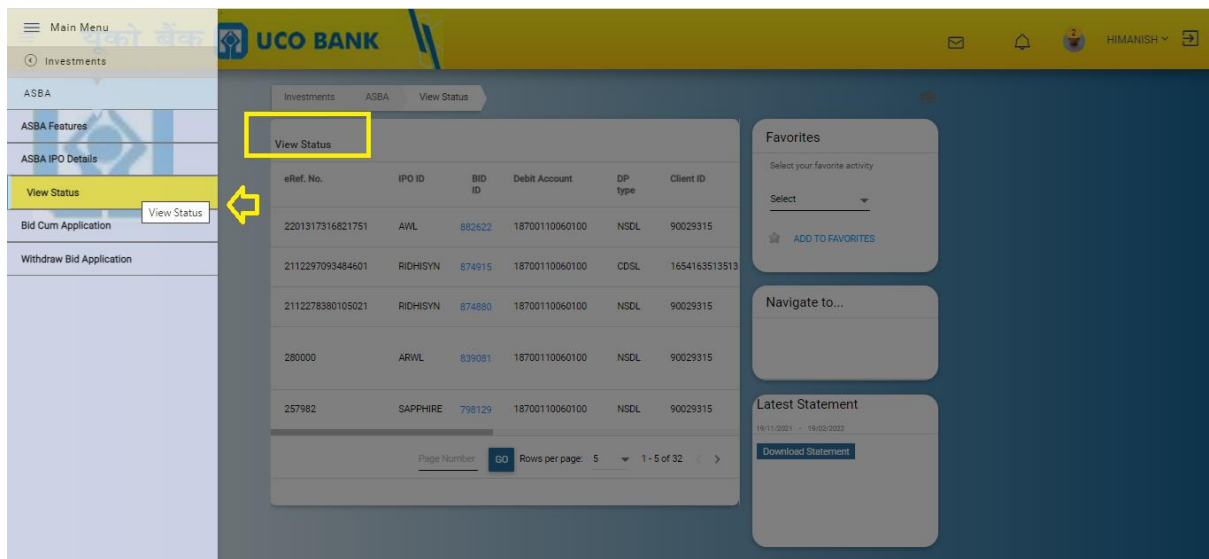 Main Menu
यूको बैंक UCO BANK
2
HIMANISH
Investments
ASBA
ASBA Features
ASBA IPO Details
View Status
View Status
Bid Cum Application
Withdraw Bid Application
Investments ASBA View Status
View Status
eRef. No. IPO ID BID ID Debit Account DP type Client ID
2201317316821751 AWL 882622 18700110060100 NSDL 90029315
2112297093484601 RIDHISYN 874915 18700110060100 CDSL 1654163513513
2112278380105021 RIDHISYN 874880 18700110060100 NSDL 90029315
280000 ARWL 839081 18700110060100 NSDL 90029315
257982 SAPPHIRE 798129 18700110060100 NSDL 90029315
Page Number GO Rows per page: 5 1 - 5 of 32
Favorites
Select your favorite activity
Select
ADD TO FAVORITES
Navigate to...
Latest Statement
19/11/2021 - 19/02/2022
Download Statement